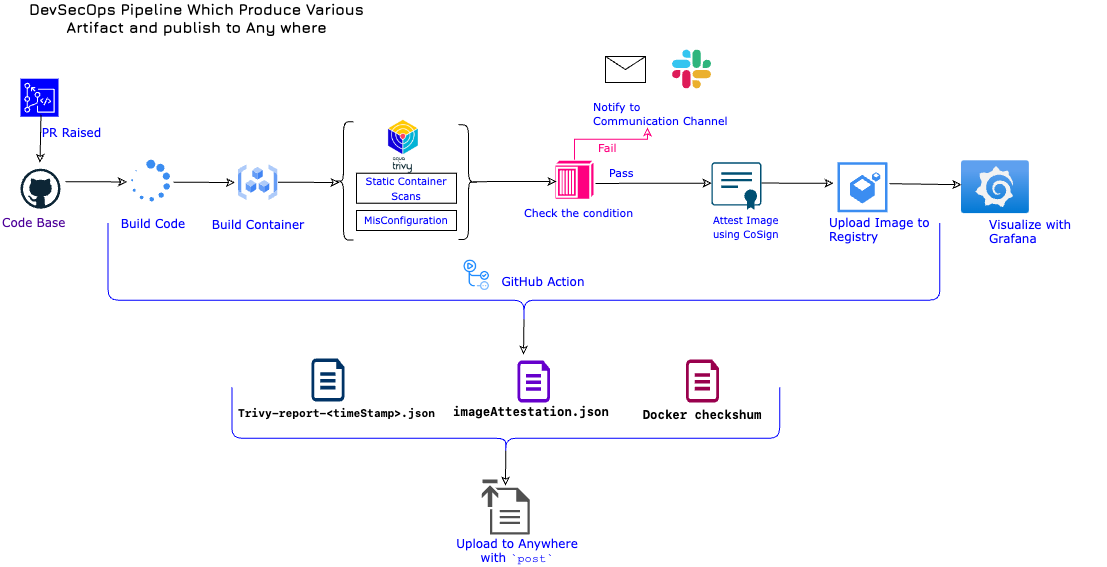 DevSecOps Pipeline Which Produce Various
Artifact and publish to Any where
PR Raised
Code Base
Build Code
Build Container
aqua
trivy
Static Container
Scans
MisConfiguration
Notify to
Communication Channel
Fail
Pass
Check the condition
Attest Image
using CoSign
Upload Image to
Registry
Visualize with
Grafana
GitHub Action
Trivy-report-<timeStamp>.json
imageAttestation.json
Docker checkshum
Upload to Anywhere
with `post`